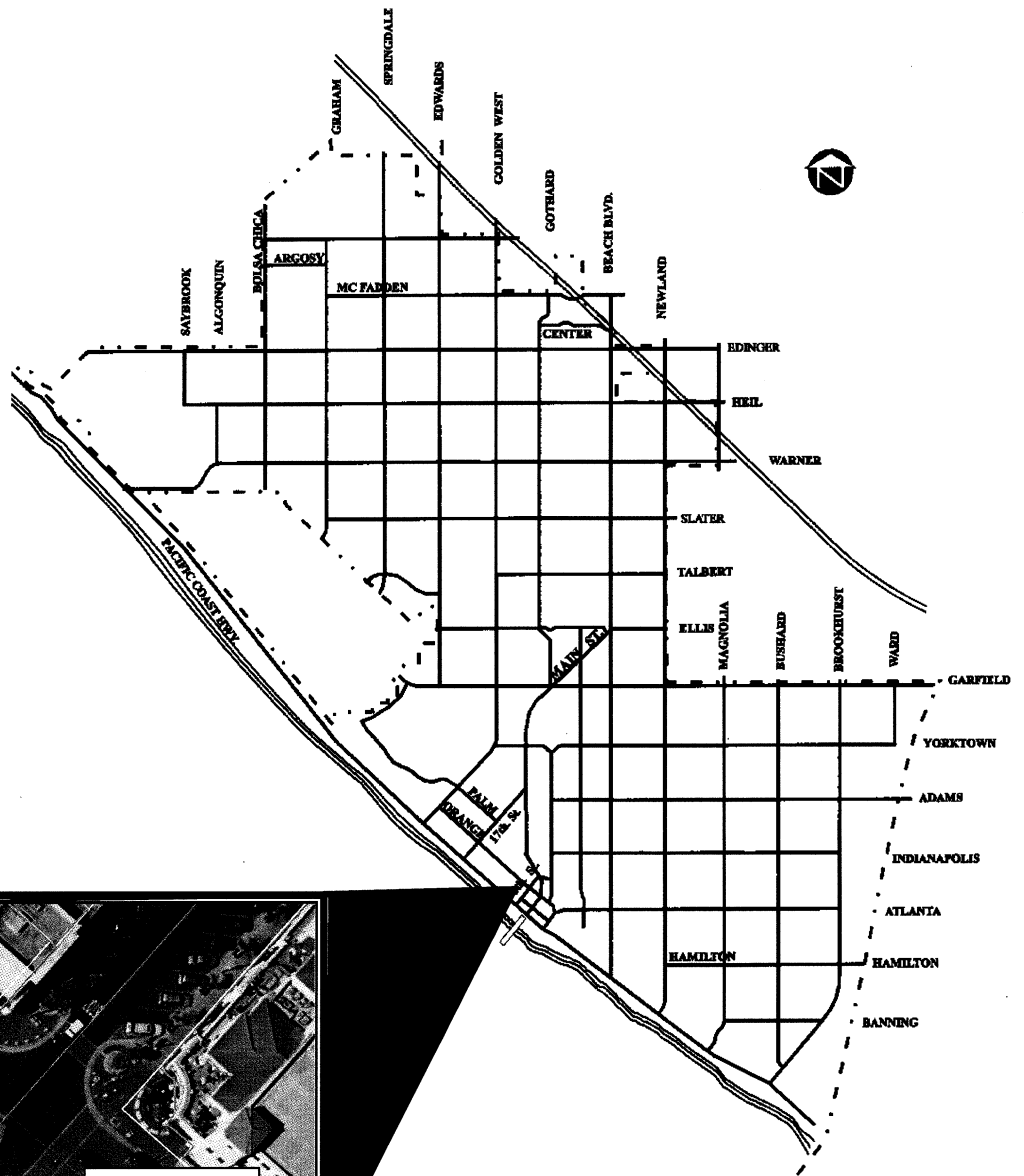 SPRINGDALE
GRAHAM
EDWARDS
GOLDEN WEST
GOTHARD
BEACH BLVD.
NEWLAND
N
BOLSA CHICA
SAYBROOK
ALGONQUIN
ARGOSY
MC FADDEN
CENTER
EDINGER
HEIL
WARNER
SLATER
TALBERT
ELLIS
MAIN ST.
MAGNOLIA
BUSHARD
BROOKHURST
WARD
PACIFIC COAST HWY.
GARFIELD
YORKTOWN
PALM
ORANGE
17th. St.
ADAMS
INDIANAPOLIS
ATLANTA
HAMILTON
HAMILTON
BANNING